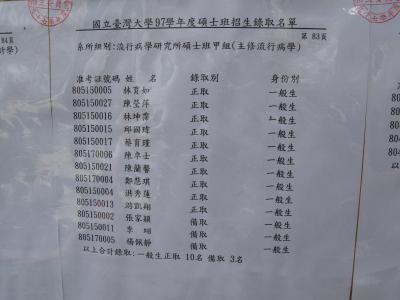 國立臺灣大學97學年度碩士班招生錄取名單
第 83頁
系所組別:流行病學研究所碩士班甲組(主修流行病學)
准考證號碼 姓 名 錄取別 身份別
805150005 林育如 正取 一般生
805150027 陳瑩萍 正取 一般生
805150016 林坤霈 正取 一般生
805150015 邱國瑋 正取 一般生
805150017 蔡育瑾 正取 一般生
805170006 陳卓士 正取 一般生
805150021 陳蘭馨 正取 一般生
805170004 鄭慧琪 正取 一般生
805150004 洪秀蓮 正取 一般生
805150013 游凱翔 正取 一般生
805150002 張家穎 備取 一般生
805150011 李 翊 備取 一般生
805170005 楊佩靜 備取 一般生
以上合計錄取:一般生正取 10名 備取 3名